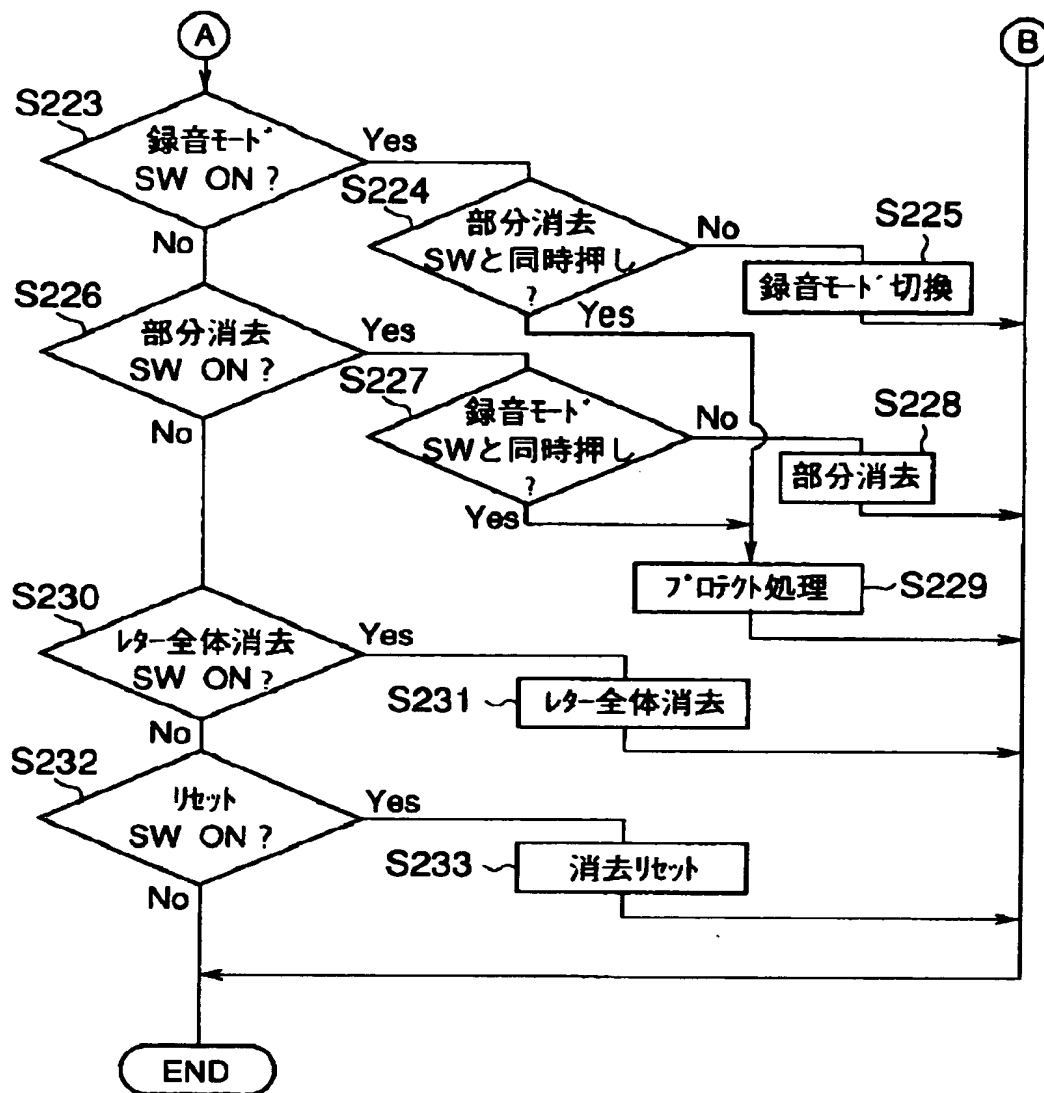 A
B
S223
録音ﾓｰﾄﾞ
SW ON?
Yes
No
S224
部分消去
SWと同時押し
?
No
Yes
S225
録音ﾓｰﾄﾞ切換
S226
部分消去
SW ON?
Yes
No
S227
録音ﾓｰﾄﾞ
SWと同時押し
?
No
Yes
S228
部分消去
ﾌﾟﾛﾃｸﾄ処理
S229
S230
ﾚﾀｰ全体消去
SW ON?
Yes
No
S231
ﾚﾀｰ全体消去
S232
ﾘｾｯﾄ
SW ON?
Yes
No
S233
消去ﾘｾｯﾄ
END